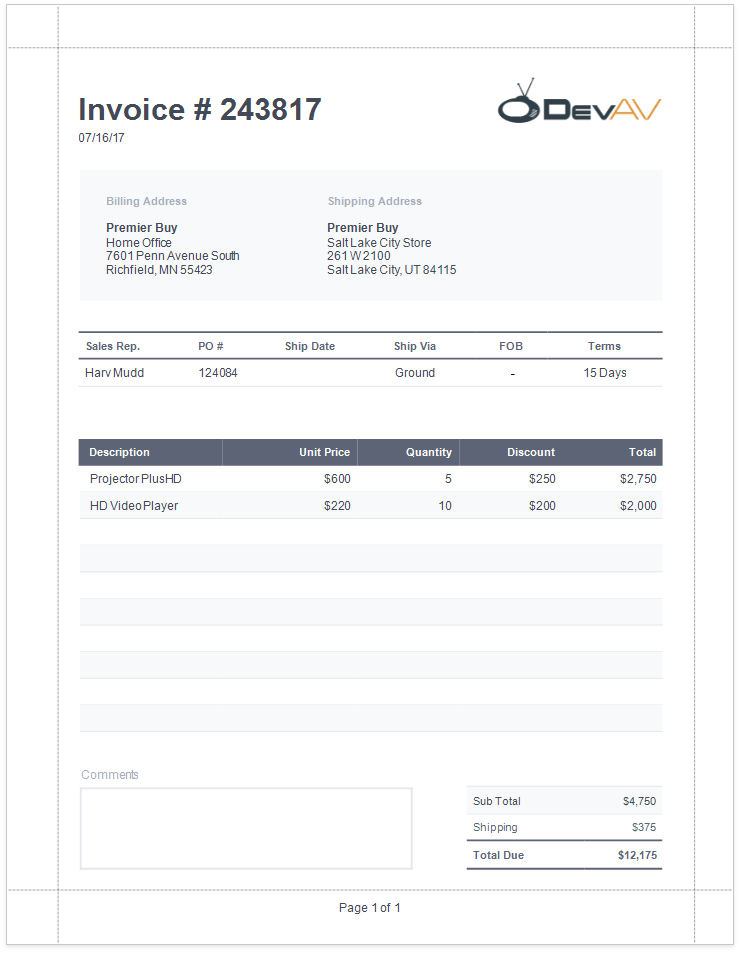 Invoice # 243817
DevAV
07/16/17
Billing Address
Shipping Address
Premier Buy
Premier Buy
Home Office
Salt Lake City Store
7601 Penn Avenue South
261 W 2100
Richfield, MN 55423
Salt Lake City, UT 84115
Sales Rep. PO # Ship Date Ship Via FOB Terms
Harv Mudd 124084 Ground - 15 Days
Description Unit Price Quantity Discount Total
Projector PlusHD $600 5 $250 $2,750
HD Video Player $220 10 $200 $2,000
Comments
Sub Total $4,750
Shipping $375
Total Due $12,175
Page 1 of 1